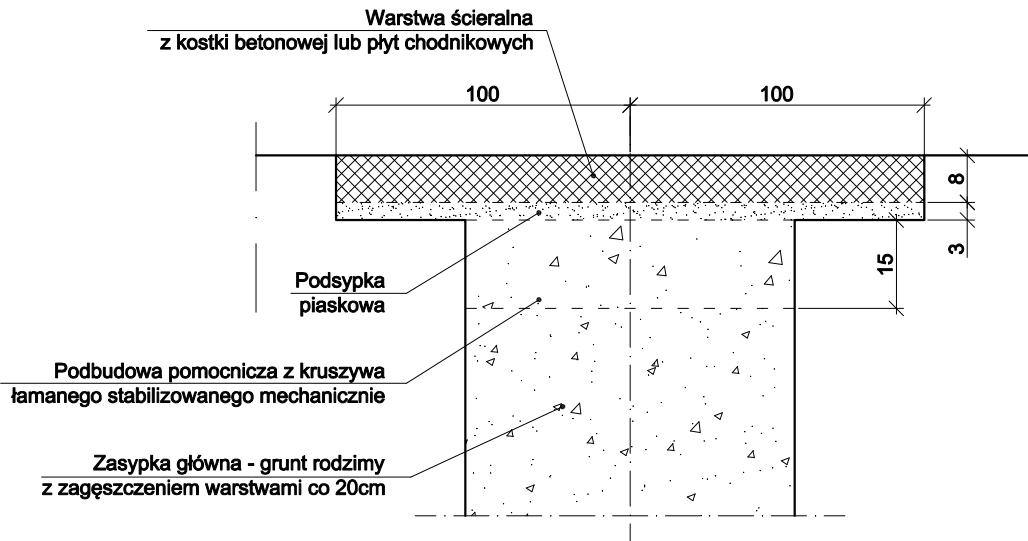 Warstwa ścieralna
z kostki betonowej lub płyt chodnikowych
100
100
8
3
15
Podsypka
piaskowa
Podbudowa pomocnicza z kruszywa
łamanego stabilizowanego mechanicznie
Zasypka główna - grunt rodzimy
z zagęszczeniem warstwami co 20cm